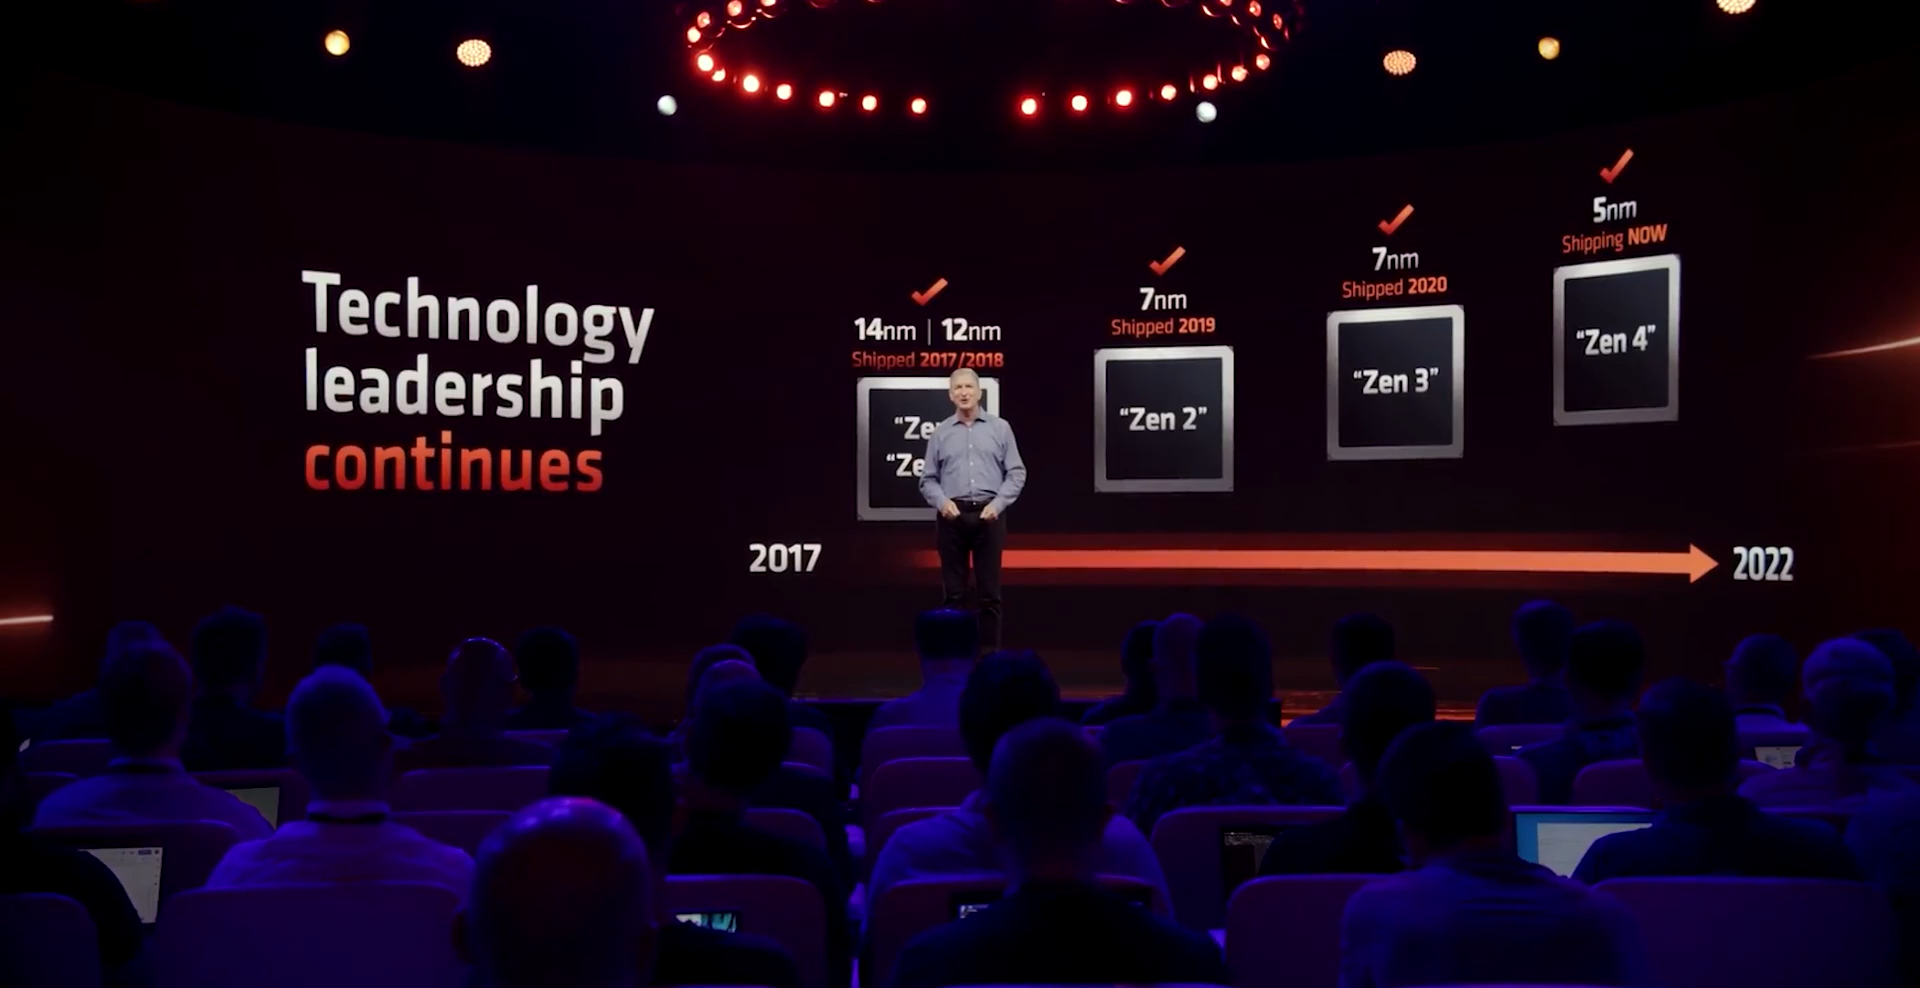 Technology
leadership
continues
14nm | 12nm
Shipped 2017/2018
7nm
Shipped 2019
"Zen 2"
7nm
Shipped 2020
"Zen 3"
5nm
Shipping NOW
"Zen 4"
2017
2022